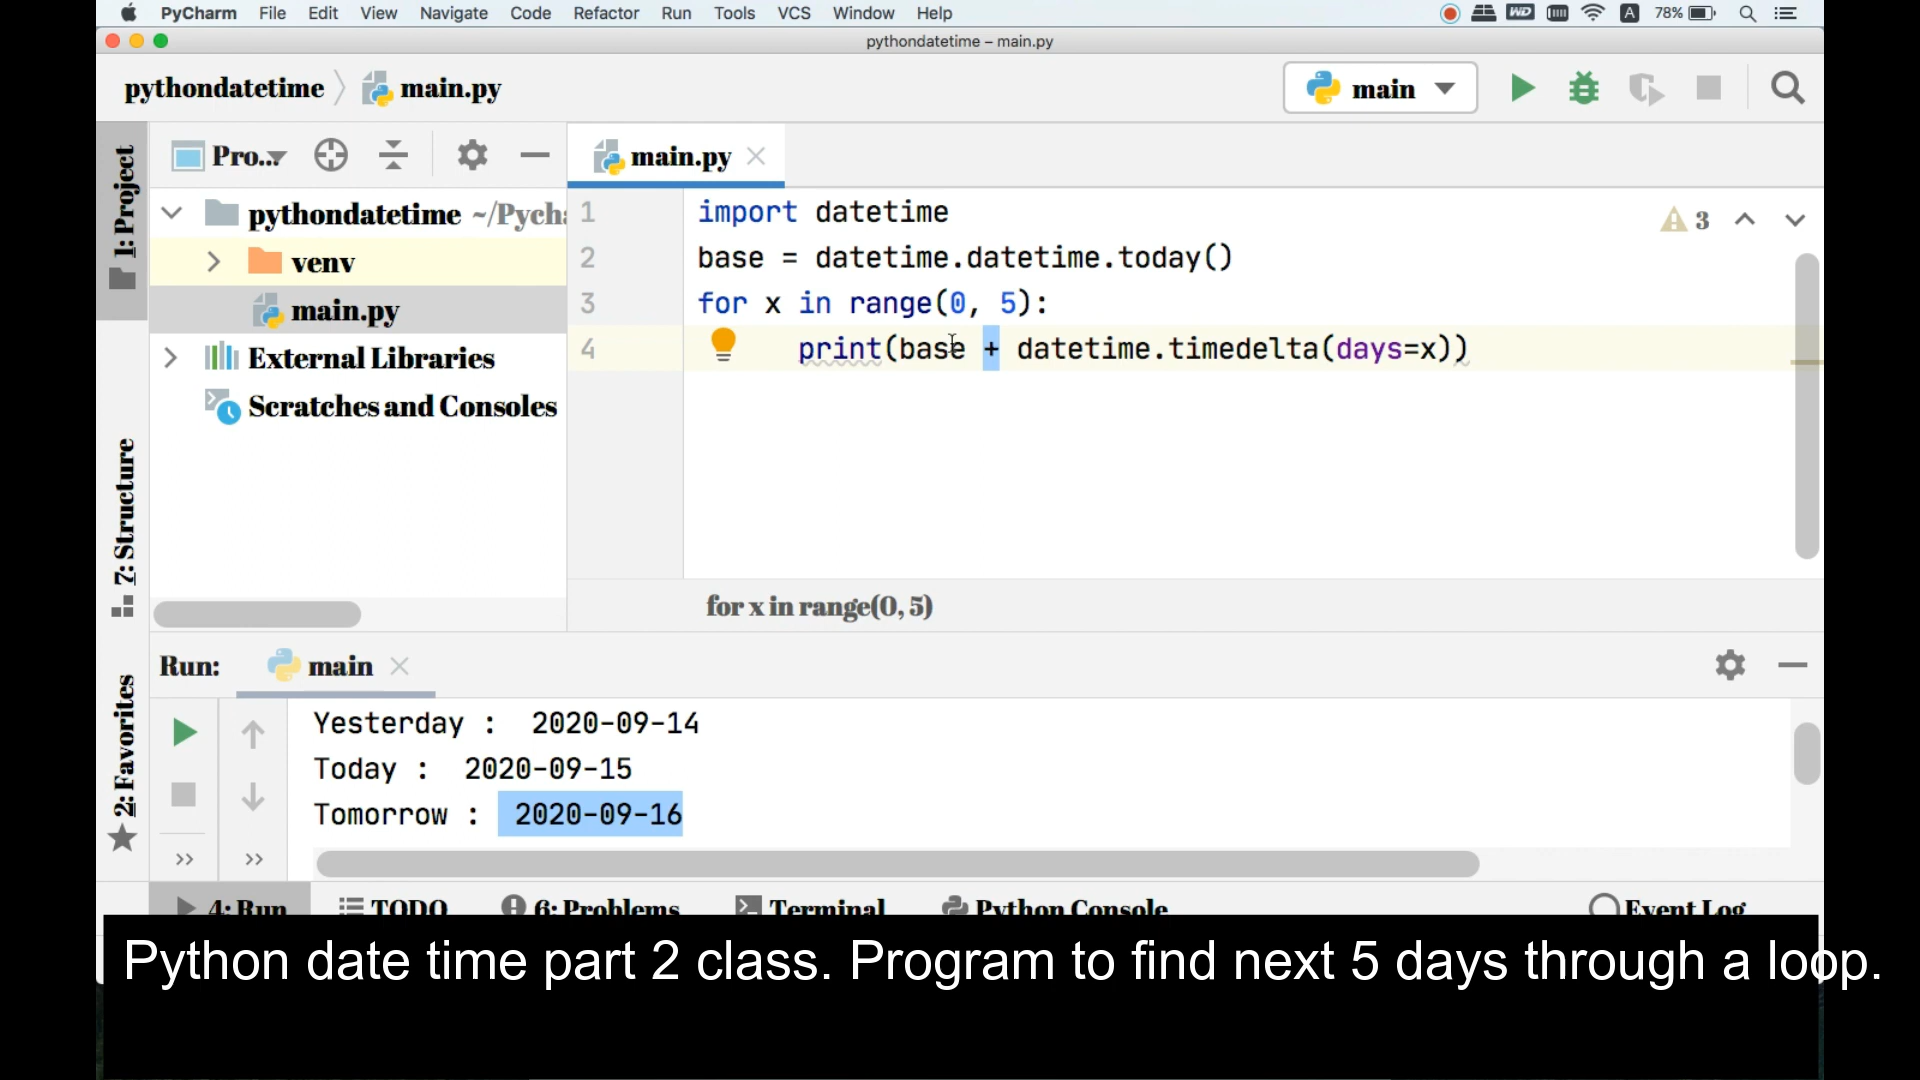 PyCharm File Edit View Navigate Code Refactor Run Tools VCS Window Help WD A 78%
pythondatetime – main.py
pythondatetime main.py main
1: Project
Pro... main.py
pythondatetime ~/Pych
venv
main.py
External Libraries
Scratches and Consoles
7: Structure
1 import datetime 3
2 base = datetime.datetime.today()
3 for x in range(0, 5):
4 print(base + datetime.timedelta(days=x))
for x in range(0, 5)
Run: main
2: Favorites
Yesterday : 2020-09-14
Today : 2020-09-15
Tomorrow : 2020-09-16
4: Run TODO 6: Problems Terminal Python Console Event Log
Python date time part 2 class. Program to find next 5 days through a loop.